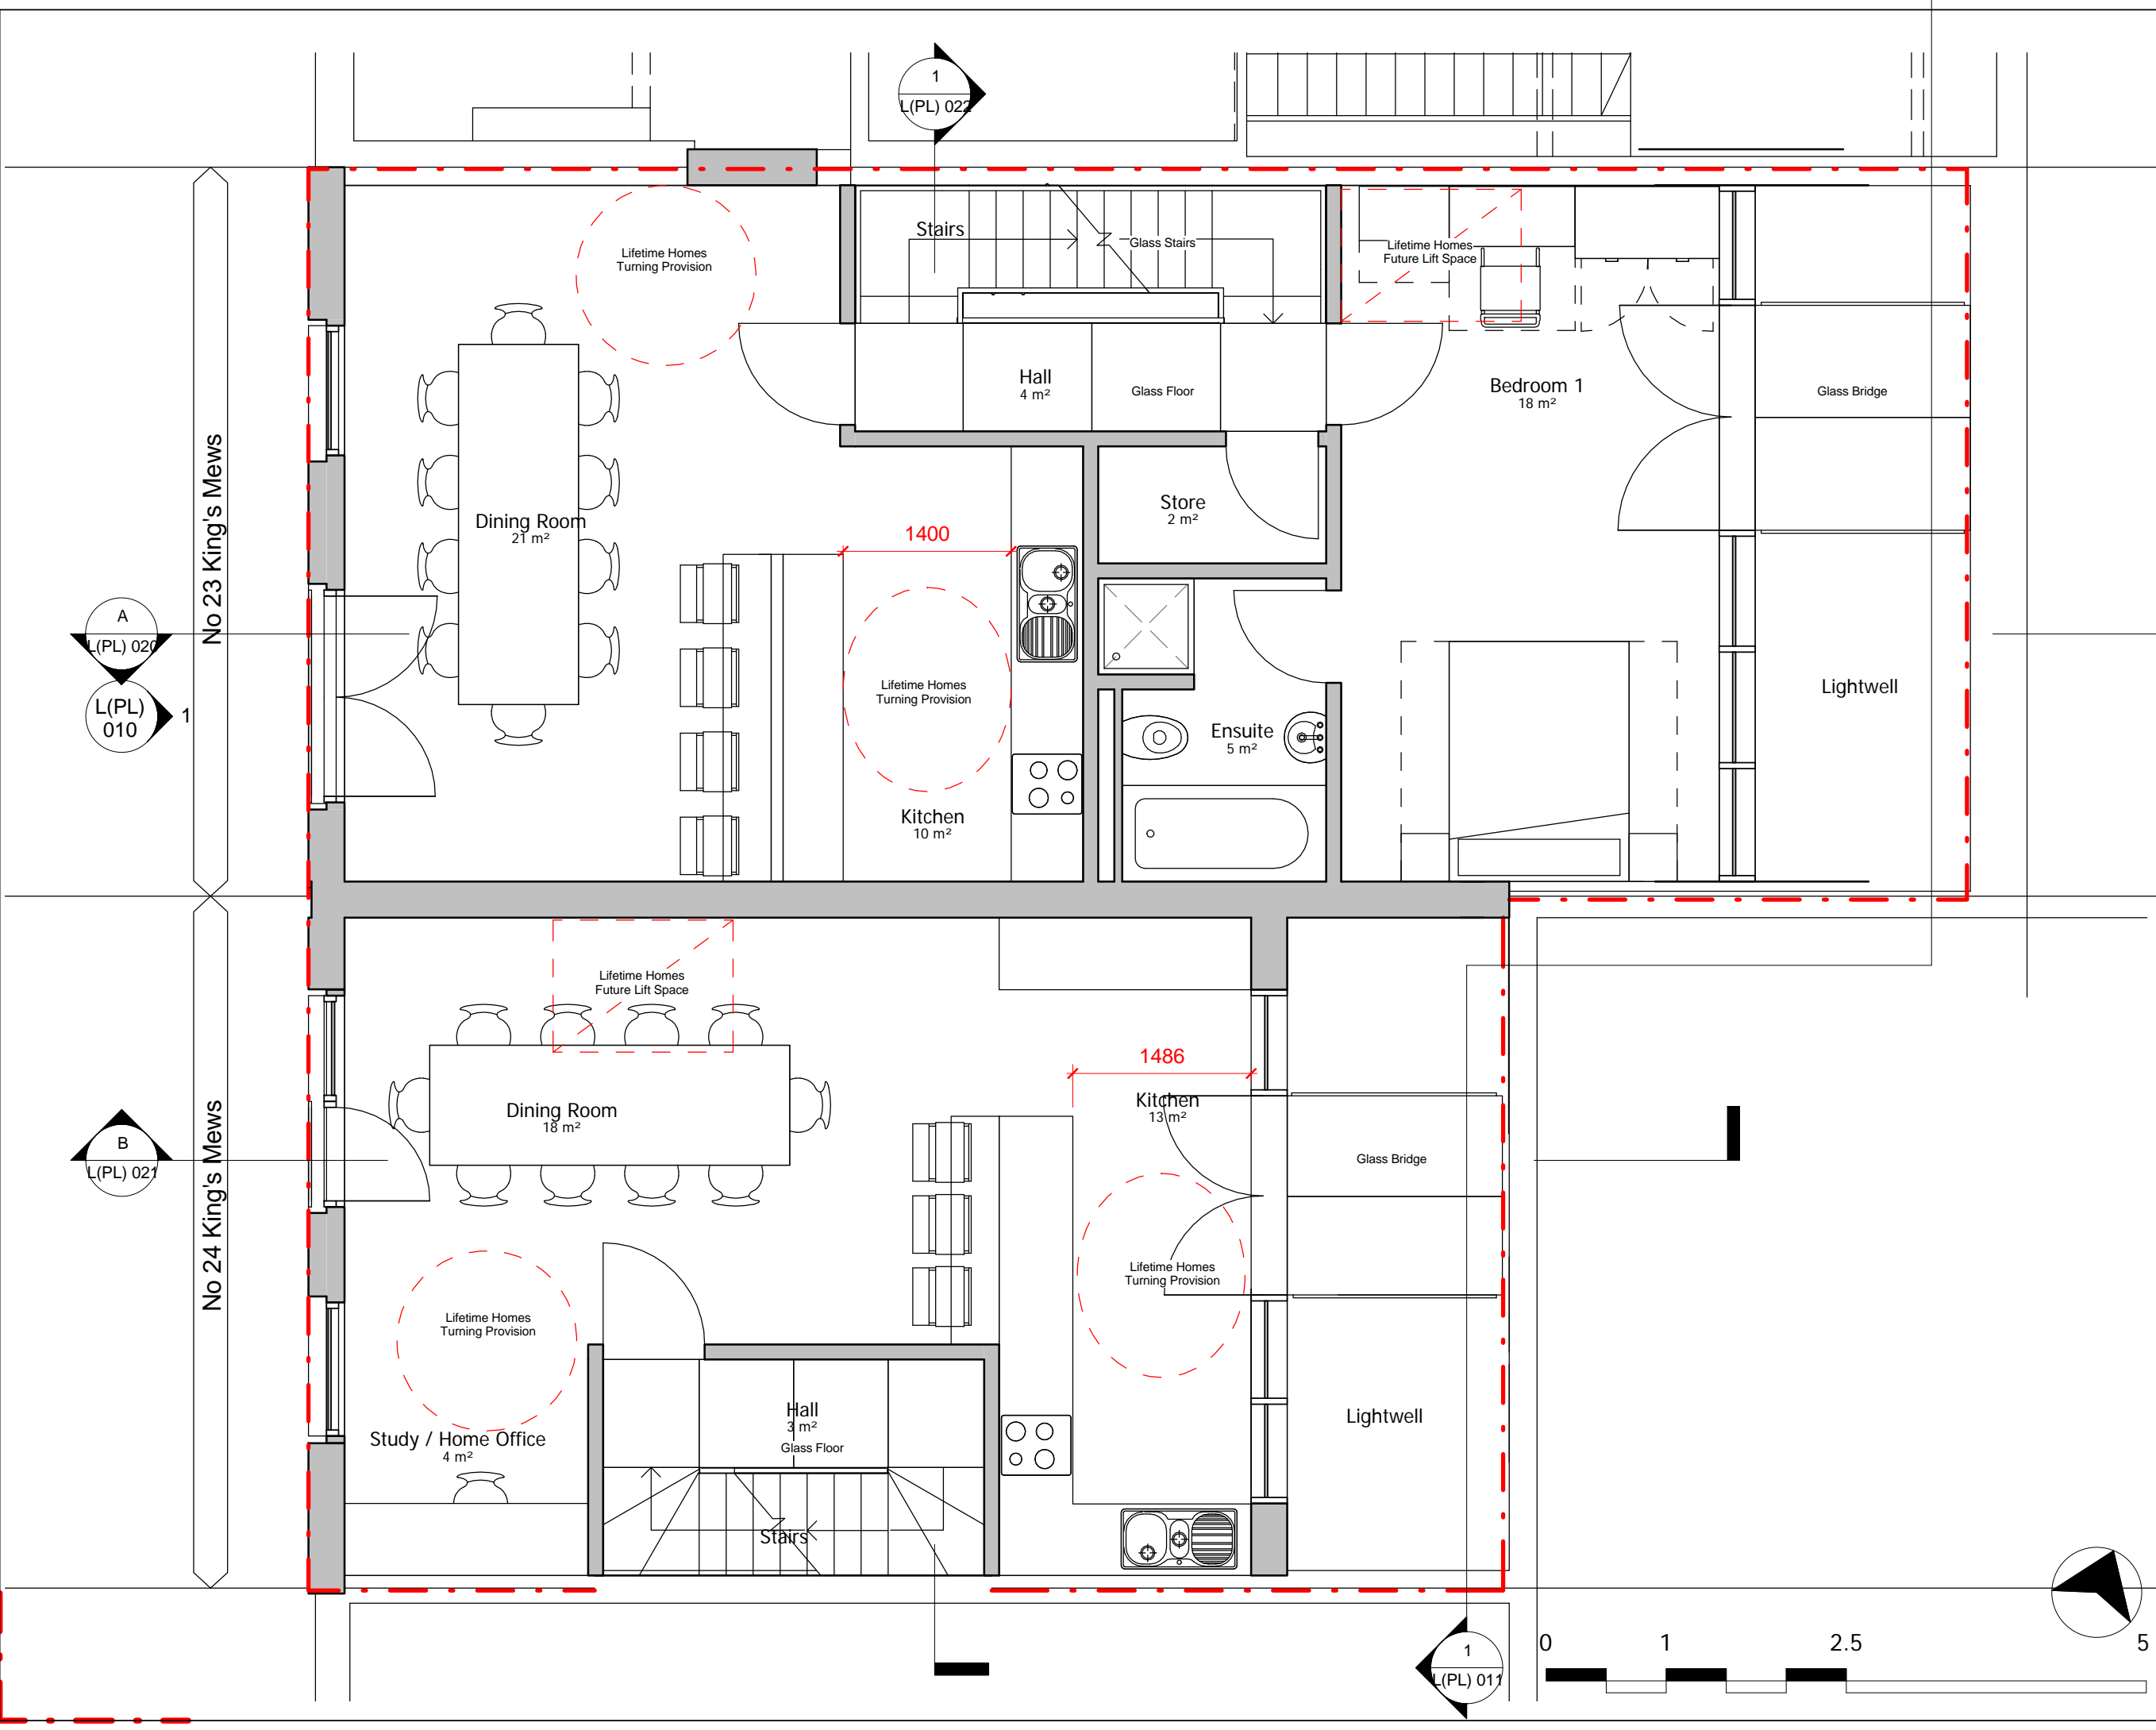 1
L(PL) 022
Stairs
Glass Stairs
Lifetime Homes
Turning Provision
Lifetime Homes
Future Lift Space
Hall
4 m²
Glass Floor
Bedroom 1
18 m²
Glass Bridge
No 23 King's Mews
Dining Room
21 m²
1400
Store
2 m²
A
L(PL) 020
L(PL)
010
1
Lifetime Homes
Turning Provision
Ensuite
5 m²
Lightwell
Kitchen
10 m²
Lifetime Homes
Future Lift Space
1486
Kitchen
13 m²
Dining Room
18 m²
B
L(PL) 021
No 24 King's Mews
Glass Bridge
Lifetime Homes
Turning Provision
Lifetime Homes
Turning Provision
Hall
3 m²
Glass Floor
Study / Home Office
4 m²
Lightwell
Stairs
1
L(PL) 011
0 1 2.5 5